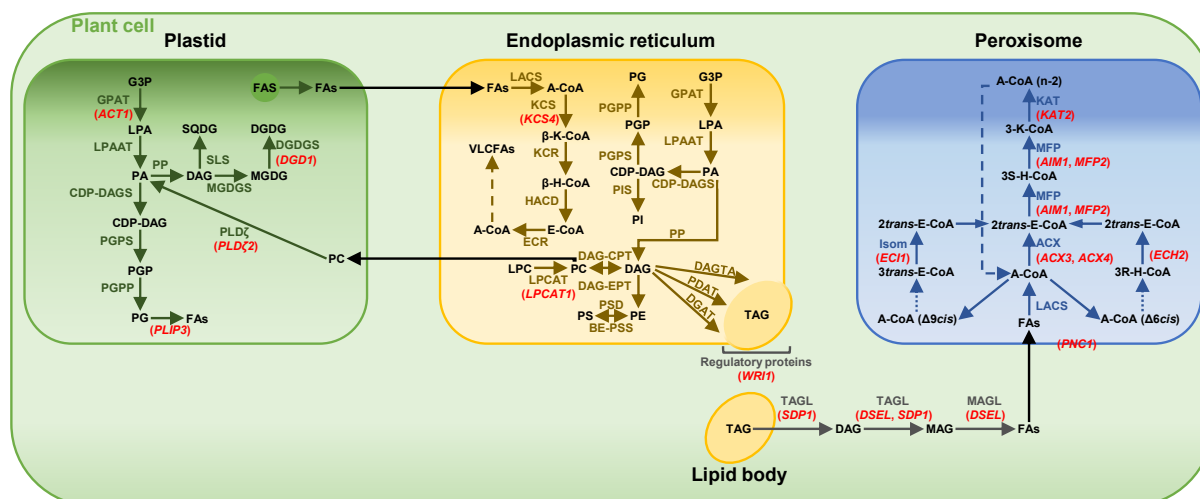 Plant cell
Plastid
G3P
GPAT
(ACT1)
LPA
LPAAT
PA
PP
DAG
SLS
SQDG
MGDGS
MGDG
DGDG
DGDGS
(DGD1)
FAS
FAs
CDP-DAGS
CDP-DAG
PGPS
PGP
PGPP
PG
(PLIP3)
FAs
PLDζ
(PLDζ2)
PC
Endoplasmic reticulum
FAs
LACS
A-CoA
KCS
(KCS4)
β-K-CoA
KCR
β-H-CoA
HACD
E-CoA
ECR
A-CoA
VLCFAs
PG
PGPP
PGP
PGPS
CDP-DAG
PIS
PI
G3P
GPAT
LPA
LPAAT
PA
CDP-DAGS
PP
LPC
LPCAT
(LPCAT1)
PC
DAG-CPT
DAG-EPT
DAG
PS
PSD
BE-PSS
PE
DAGTA
PDAT
DGAT
TAG
Regulatory proteins
(WRI1)
Peroxisome
A-CoA (n-2)
KAT
(KAT2)
3-K-CoA
MFP
(AIM1, MFP2)
3S-H-CoA
MFP
(AIM1, MFP2)
2trans-E-CoA
2trans-E-CoA
2trans-E-CoA
Isom
(ECI1)
ACX
(ACX3, ACX4)
(ECH2)
3trans-E-CoA
A-CoA
3R-H-CoA
LACS
A-CoA (Δ9cis)
FAs
A-CoA (Δ6cis)
(PNC1)
TAG
TAGL
(SDP1)
DAG
TAGL
(DSEL, SDP1)
MAG
MAGL
(DSEL)
FAs
Lipid body